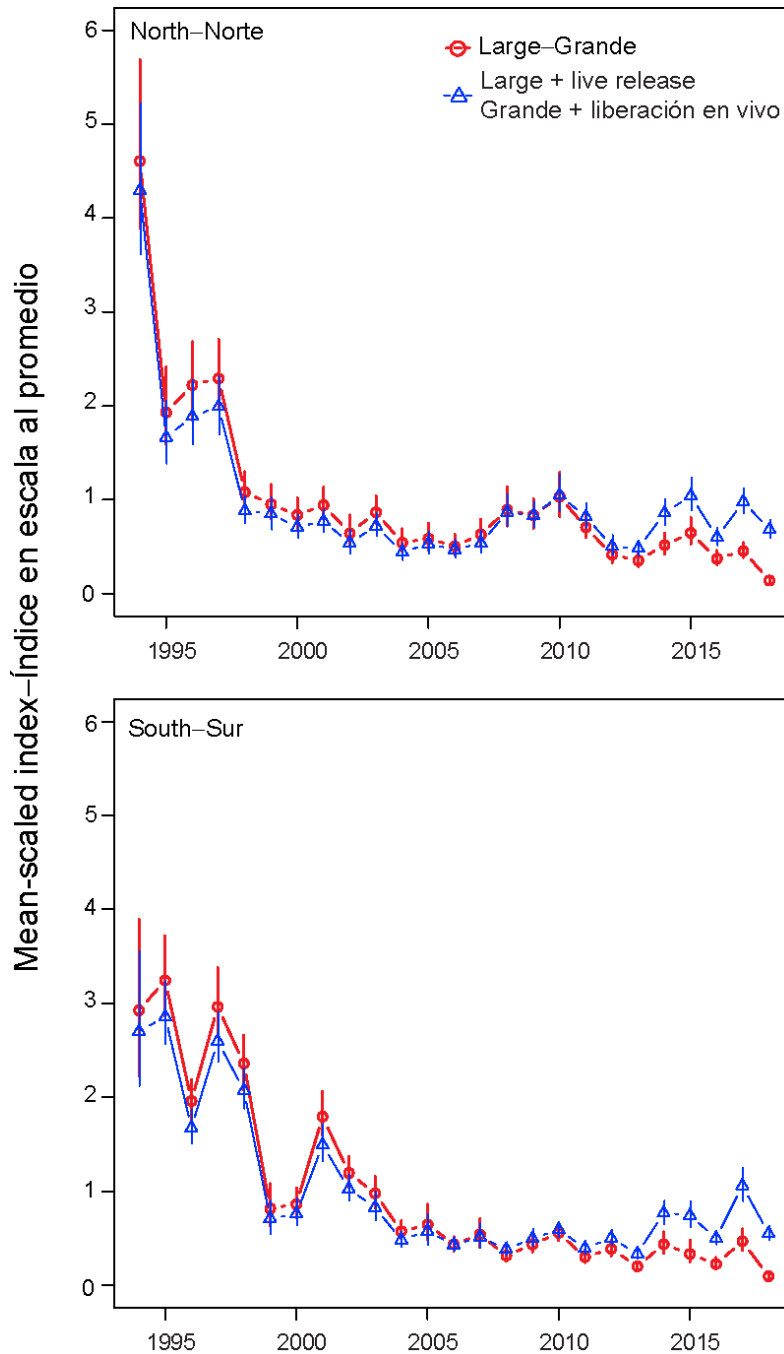 Mean-scaled index–Índice en escala al promedio
North–Norte
Large–Grande
Large + live release
Grande + liberación en vivo
6
5
4
3
2
1
0
1995 2000 2005 2010 2015
South–Sur
6
5
4
3
2
1
0
1995 2000 2005 2010 2015